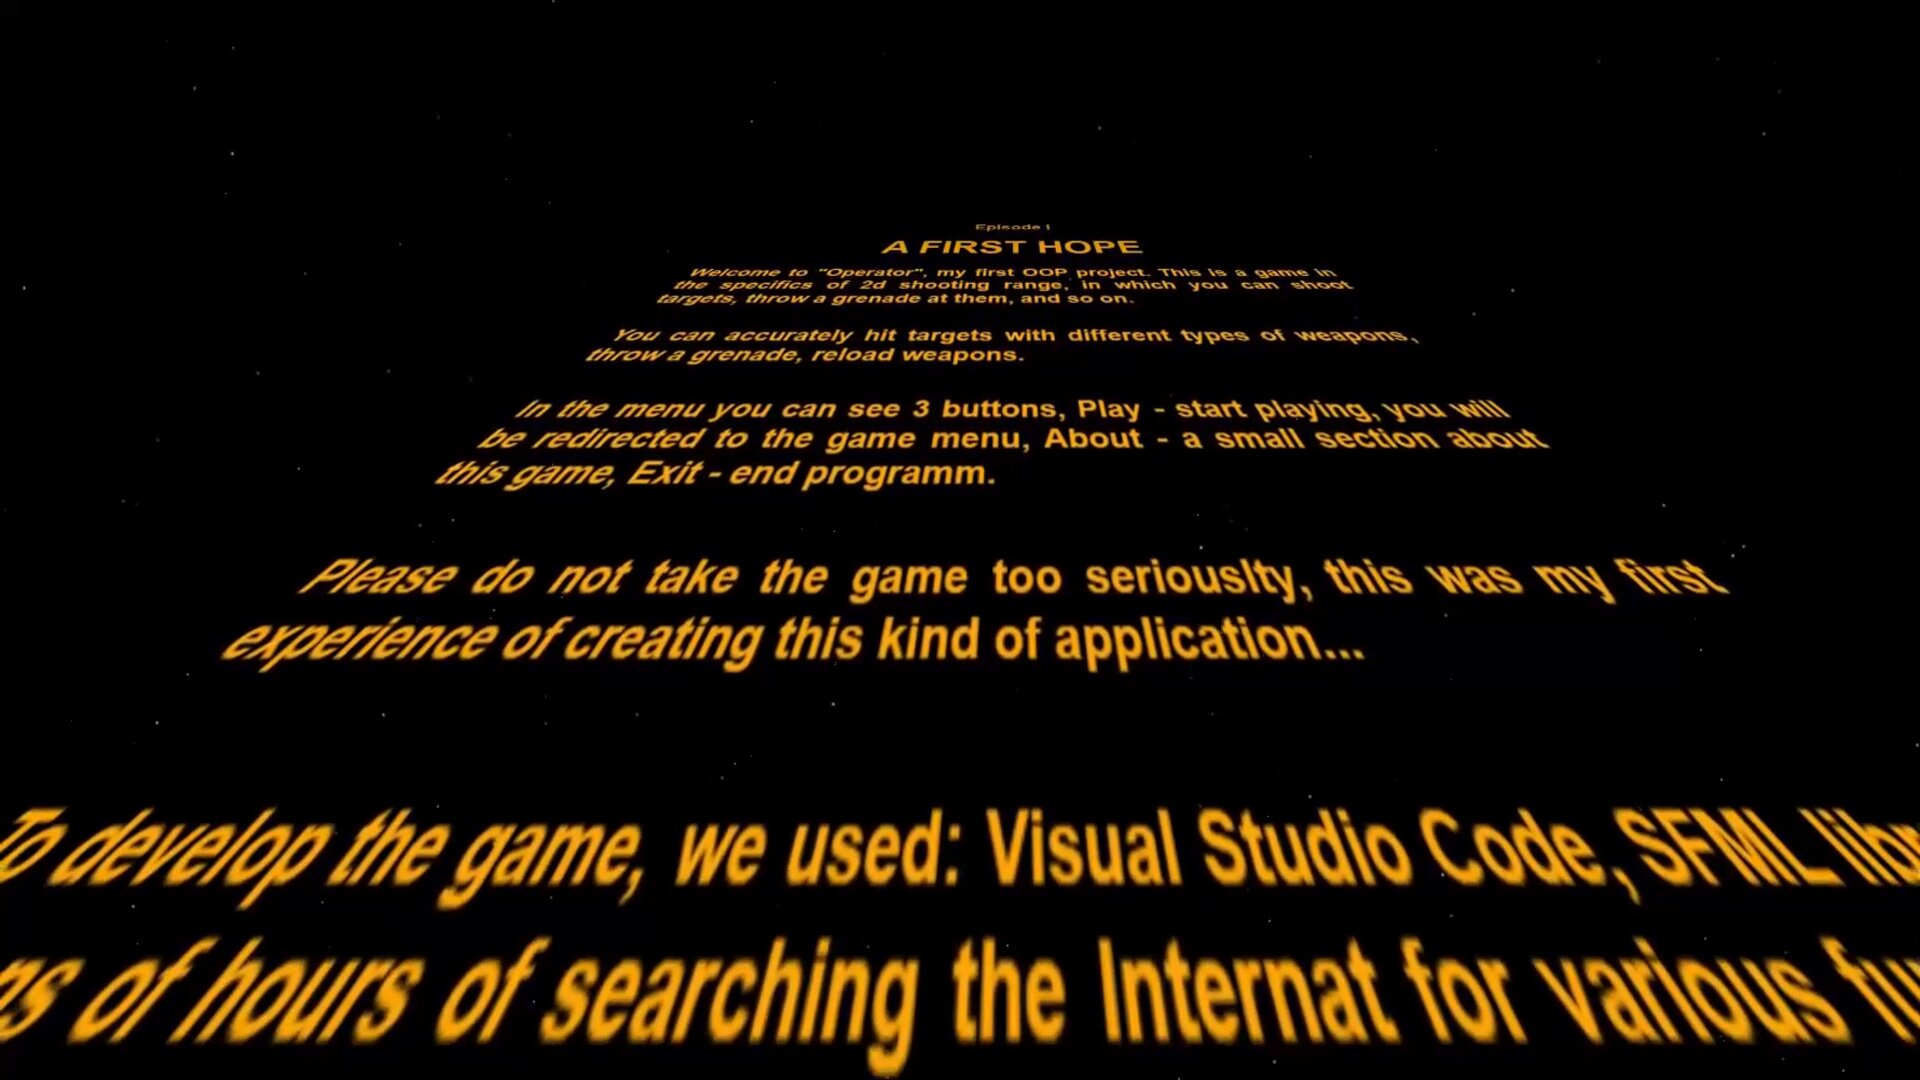 Episode I
A FIRST HOPE
Welcome to "Operator", my first OOP project. This is a game in
the specifics of 2d shooting range, in which you can shoot
targets, throw a grenade at them, and so on.
You can accurately hit targets with different types of weapons,
throw a grenade, reload weapons.
In the menu you can see 3 buttons, Play - start playing, you will
be redirected to the game menu, About - a small section about
this game, Exit - end programm.
Please do not take the game too seriouslty, this was my first
experience of creating this kind of application...
To develop the game, we used: Visual Studio Code, SFML
of hours of searching the Internat for various